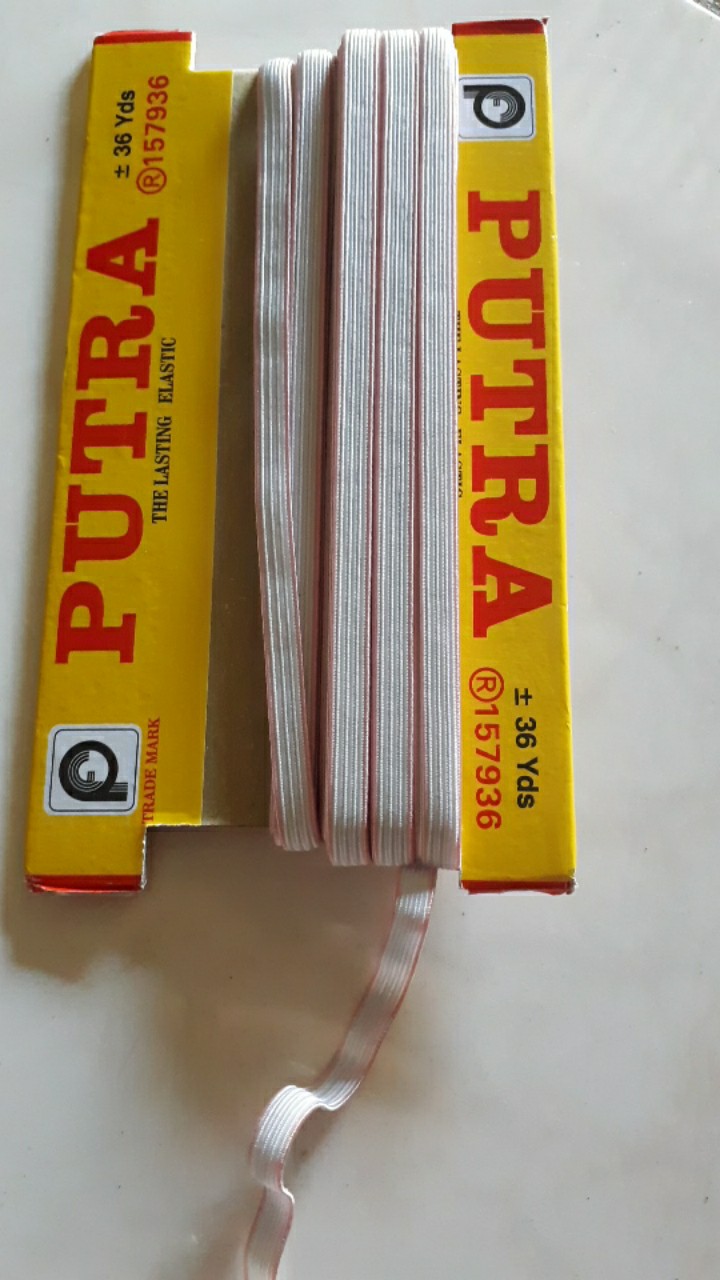 PUTRA
THE LASTING ELASTIC
± 36 Yds
®157936
TRADE MARK
PUTRA
± 36 Yds
®157936